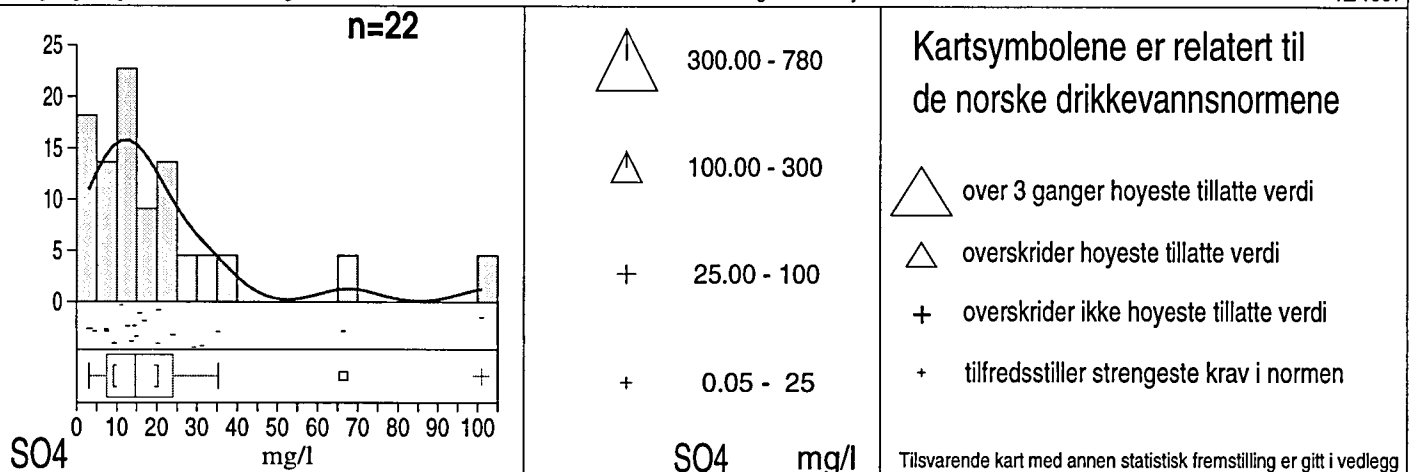 n=22
25
20
15
10
5
0
0 10 20 30 40 50 60 70 80 90 100
SO4 mg/l
300.00 - 780
100.00 - 300
25.00 - 100
0.05 - 25
SO4 mg/l
Kartsymbolene er relatert til
de norske drikkevannsnormene
over 3 ganger hoyeste tillatte verdi
overskrider hoyeste tillatte verdi
overskrider ikke hoyeste tillatte verdi
tilfredsstiller strengeste krav i normen
Tilsvarende kart med annen statistisk fremstilling er gitt i vedlegg